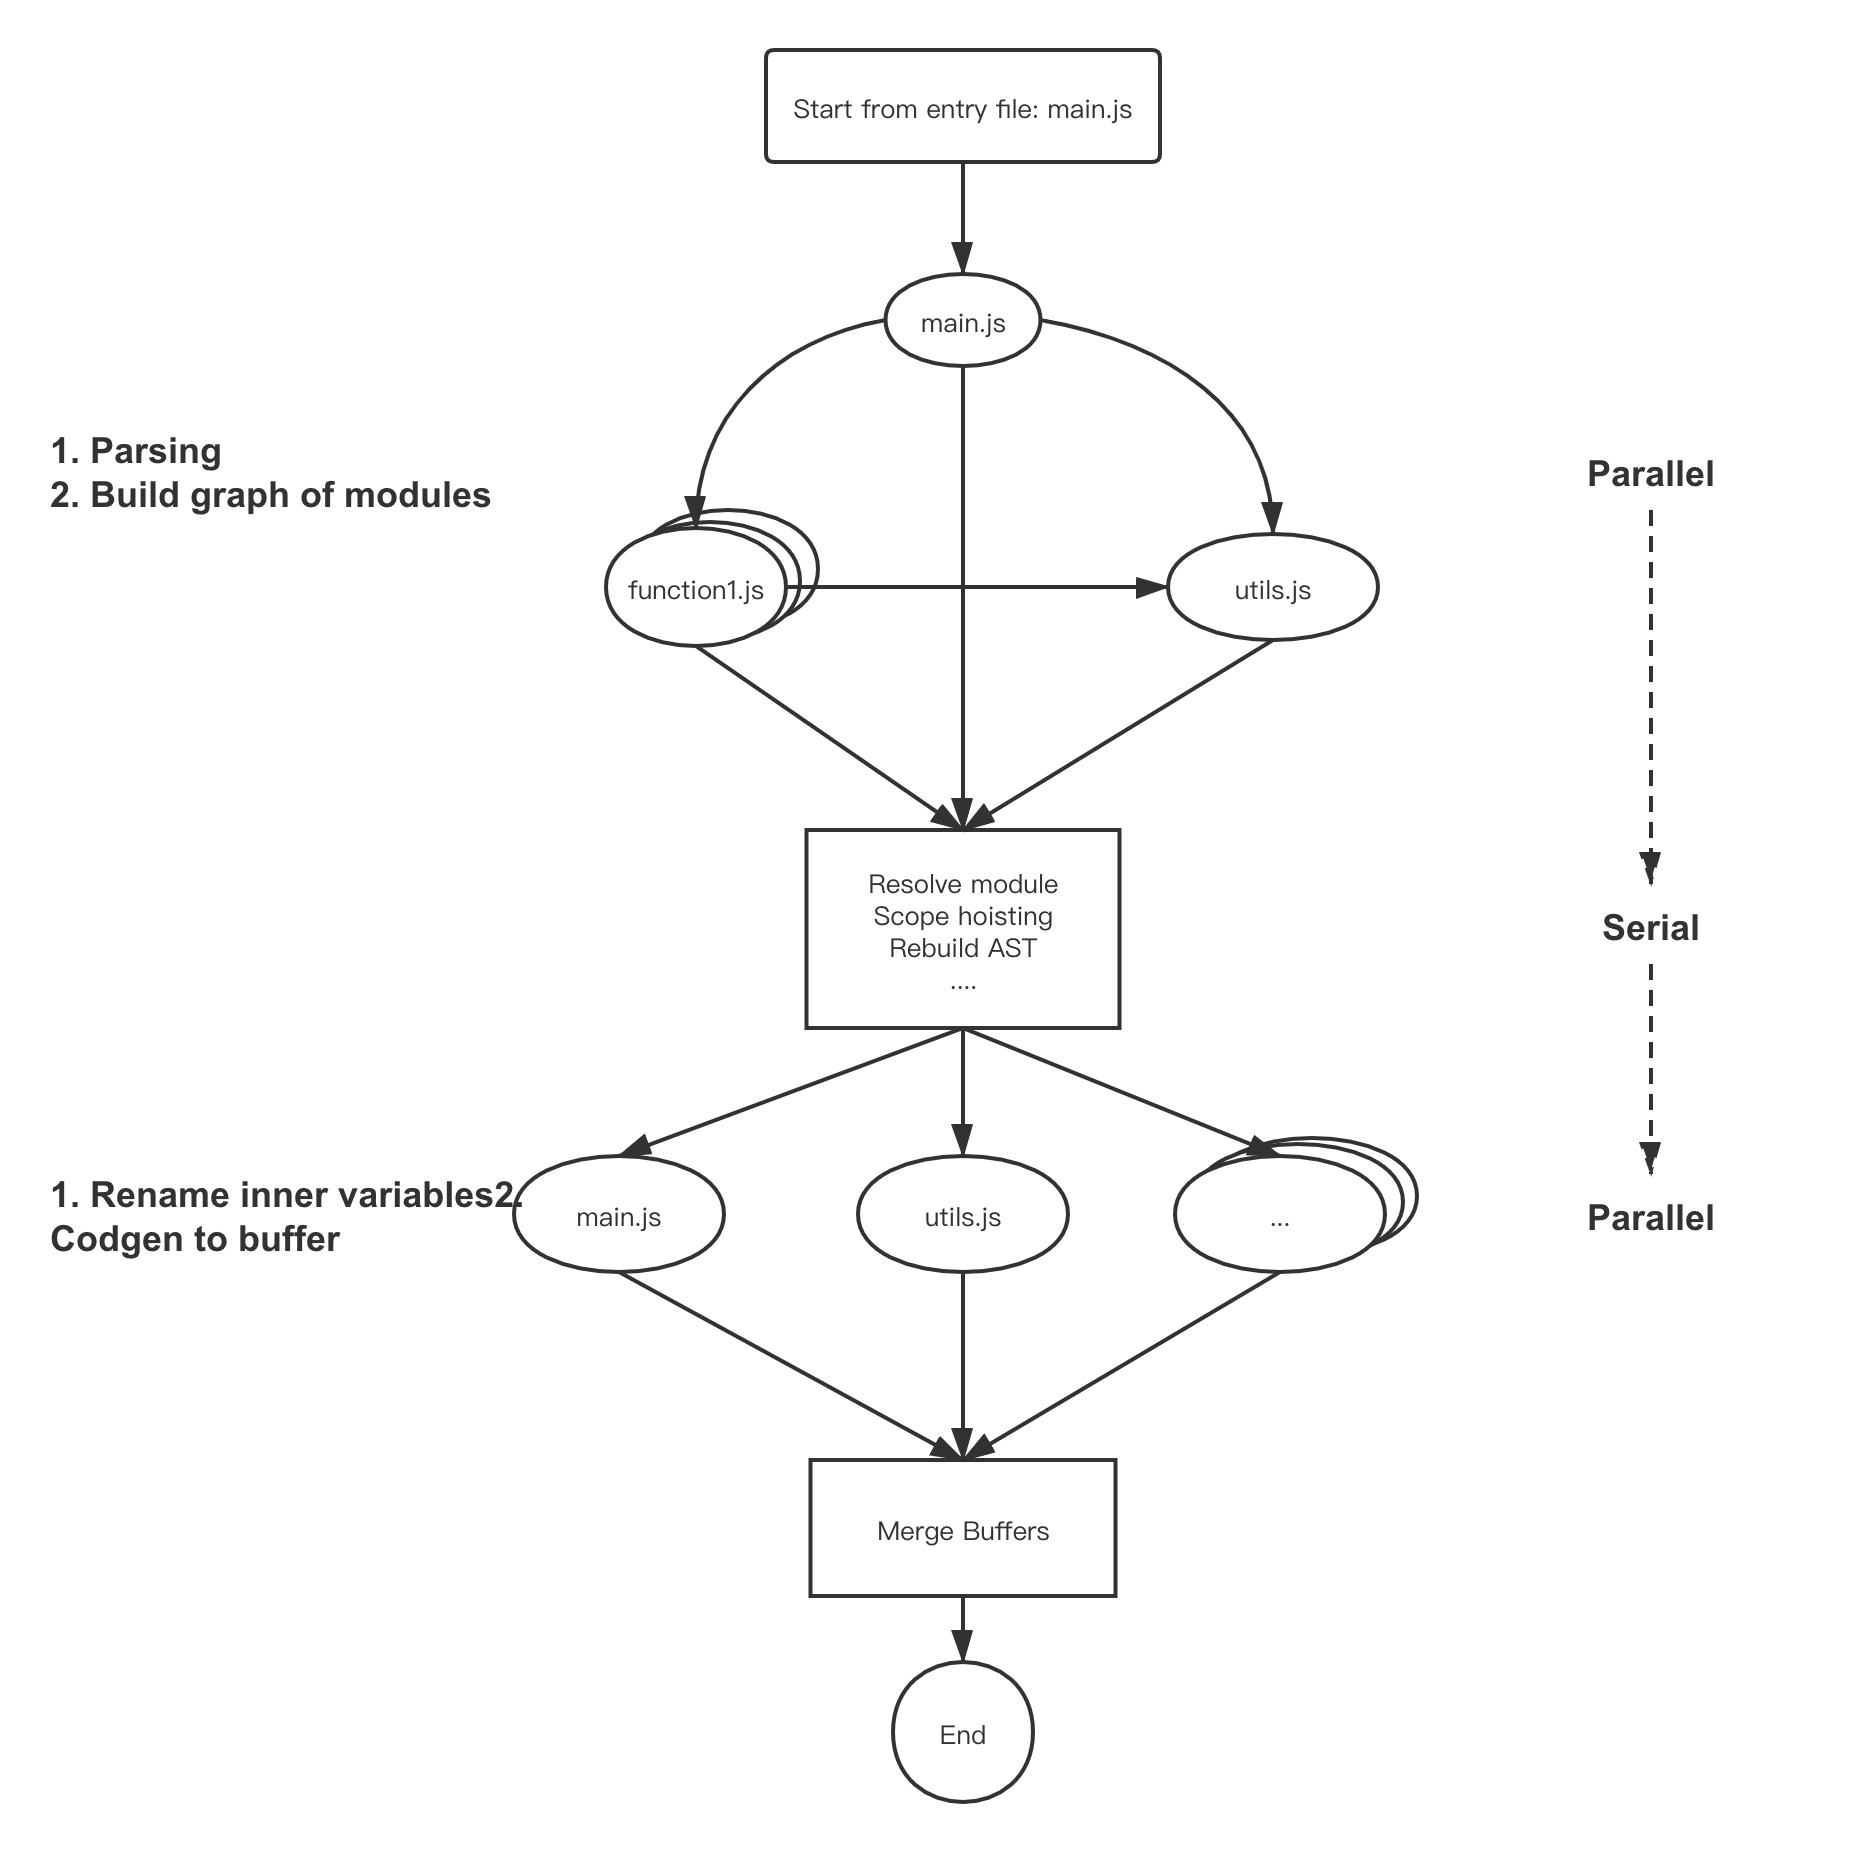 Start from entry file: main.js
main.js
1. Parsing
2. Build graph of modules
Parallel
function1.js
utils.js
Resolve module
Scope hoisting
Rebuild AST
....
Serial
1. Rename inner variables2.
Codgen to buffer
main.js
utils.js
...
Parallel
Merge Buffers
End